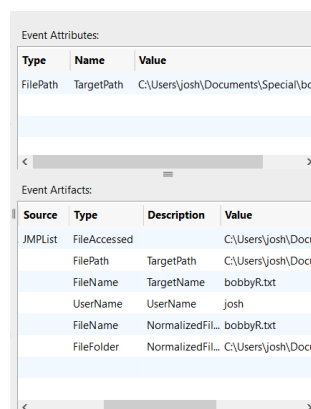 Event Attributes:
Type Name Value
FilePath TargetPath C:\Users\josh\Documents\Special\bo
Event Artifacts:
Source Type Description Value
JMPList FileAccessed C:\Users\josh\Docu
FilePath TargetPath C:\Users\josh\Docu
FileName TargetName bobbyR.txt
UserName UserName josh
FileName NormalizedFil... bobbyR.txt
FileFolder NormalizedFil... C:\Users\josh\Docu